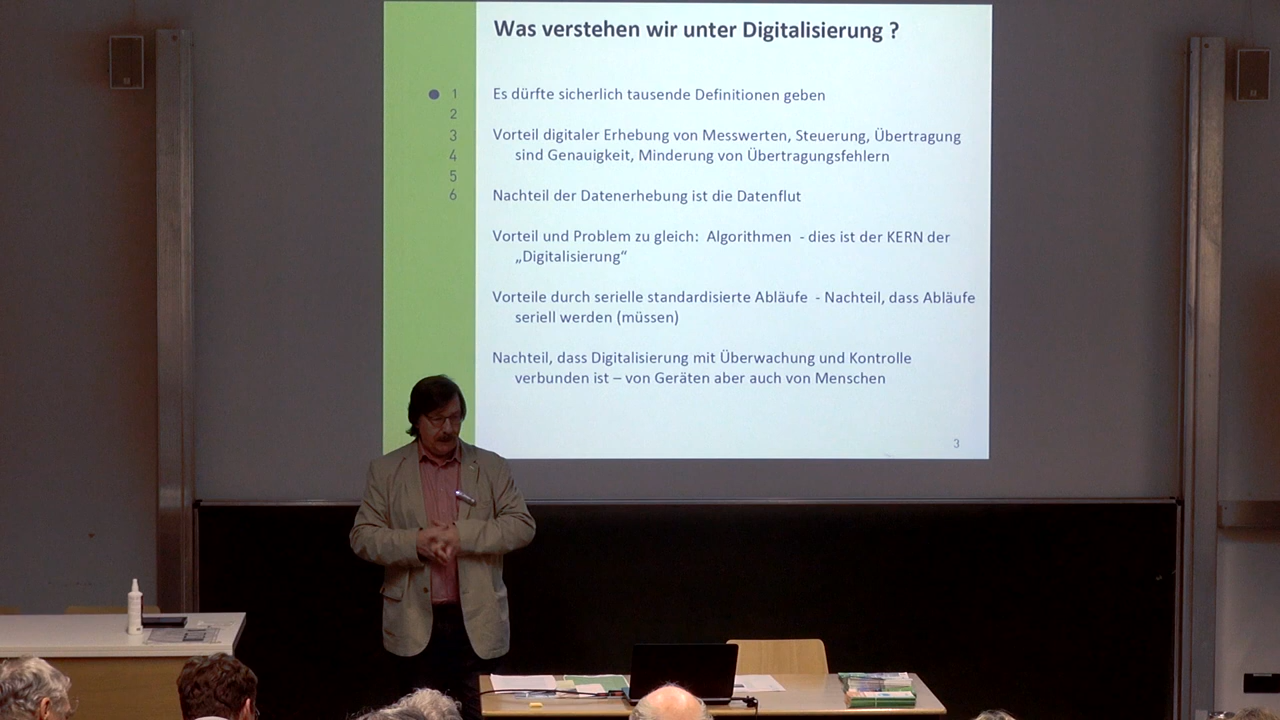 Was verstehen wir unter Digitalisierung ?
1 Es dürfte sicherlich tausende Definitionen geben
2
3 Vorteil digitaler Erhebung von Messwerten, Steuerung, Übertragung
4 sind Genauigkeit, Minderung von Übertragungsfehlern
5
6 Nachteil der Datenerhebung ist die Datenflut
Vorteil und Problem zu gleich: Algorithmen - dies ist der KERN der
„Digitalisierung“
Vorteile durch serielle standardisierte Abläufe - Nachteil, dass Abläufe
seriell werden (müssen)
Nachteil, dass Digitalisierung mit Überwachung und Kontrolle
verbunden ist – von Geräten aber auch von Menschen
3